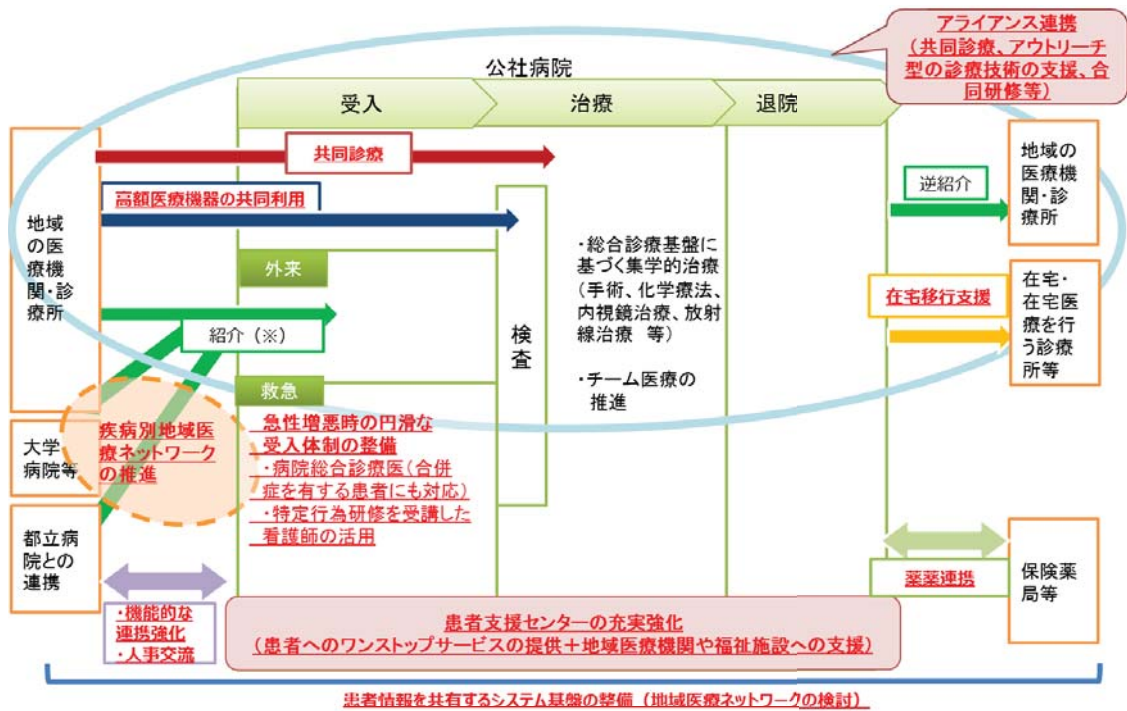 アライアンス連携
（共同診療、アウトリーチ
型の診療技術の支援、合
同研修等）
公社病院
受入
治療
退院
地域
の医
療機
関・診
療所
共同診療
高額医療機器の共同利用
外来
紹介（※）
救急
検査
・総合診療基盤に
基づく集学的治療
（手術、化学療法、
内視鏡治療、放射
線治療 等）
・チーム医療の
推進
逆紹介
地域の
医療機
関・診
療所
在宅移行支援
在宅・
在宅医
療を行
う診療
所等
大学
病院等
疾病別地域医
療ネットワーク
の推進
急性増悪時の円滑な
受入体制の整備
・病院総合診療医（合併
症を有する患者にも対応）
・特定行為研修を受講した
看護師の活用
都立病
院との
連携
・機能的な
連携強化
・人事交流
薬薬連携
保険薬
局等
患者支援センターの充実強化
（患者へのワンストップサービスの提供＋地域医療機関や福祉施設への支援）
患者情報を共有するシステム基盤の整備（地域医療ネットワークの検討）